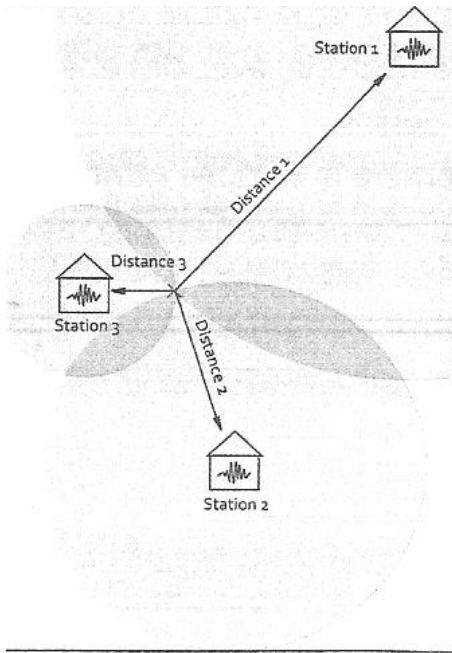 Station 1
Distance 1
Distance 3
Station 3
Distance 2
Station 2